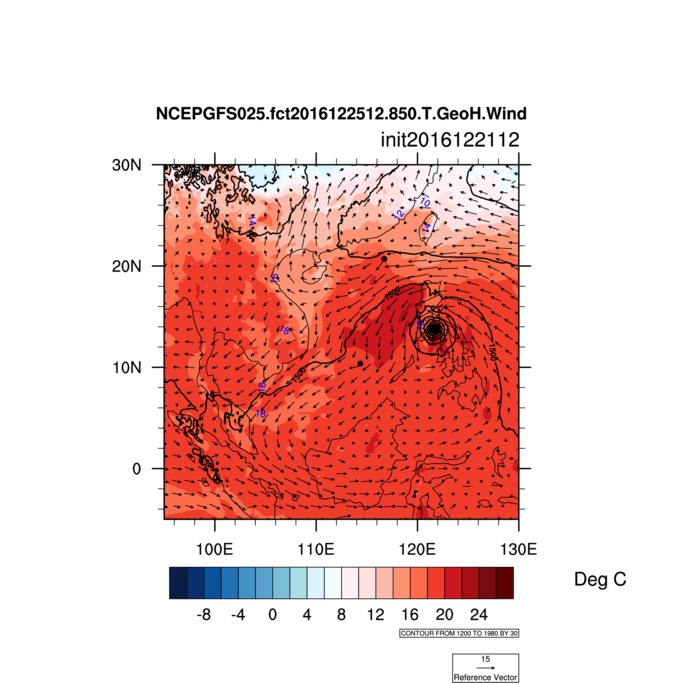 NCEPGFS025.fct2016122512.850.T.GeoH.Wind
init2016122112
30N
20N
10N
0
100E 110E 120E 130E
10
12
14
14
16
18
18
18
1500
1500
1500
-8 -4 0 4 8 12 16 20 24
Deg C
CONTOUR FROM 1200 TO 1980 BY 30
15
Reference Vector